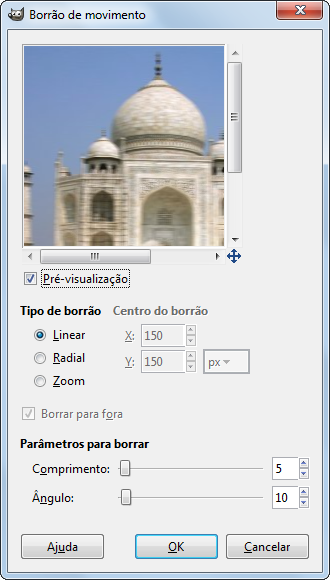 Borrão de movimento
Pré-visualização
Tipo de borrão Centro do borrão
Linear X: 150
Radial Y: 150 px
Zoom
Borrar para fora
Parâmetros para borrar
Comprimento: 5
Ângulo: 10
Ajuda OK Cancelar